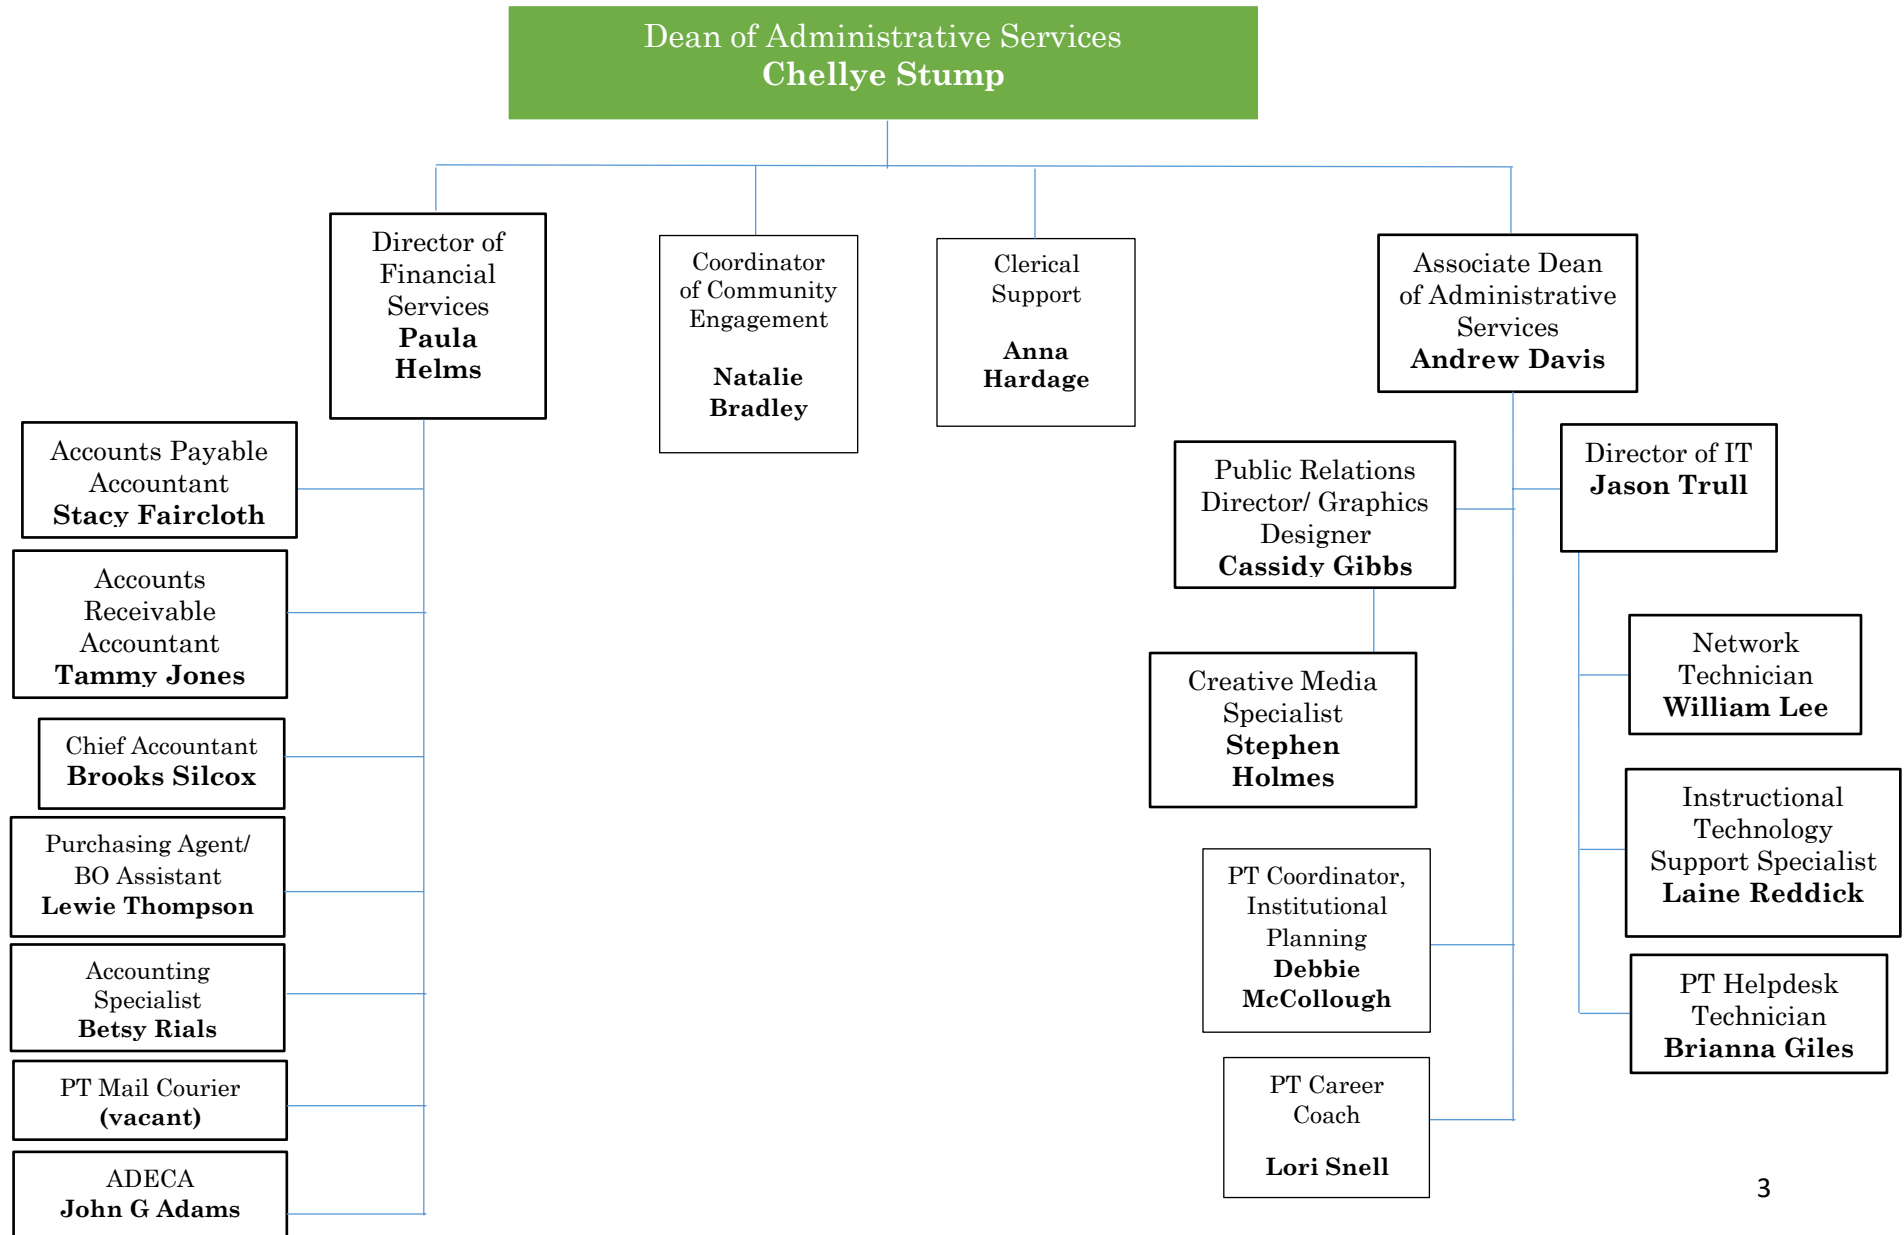 Dean of Administrative Services
Chellye Stump
Director of
Financial
Services
Paula
Helms
Coordinator
of Community
Engagement
Natalie
Bradley
Clerical
Support
Anna
Hardage
Associate Dean
of Administrative
Services
Andrew Davis
Accounts Payable
Accountant
Stacy Faircloth
Accounts
Receivable
Accountant
Tammy Jones
Chief Accountant
Brooks Silcox
Purchasing Agent/
BO Assistant
Lewie Thompson
Accounting
Specialist
Betsy Rials
PT Mail Courier
(vacant)
ADECA
John G Adams
Public Relations
Director/ Graphics
Designer
Cassidy Gibbs
Creative Media
Specialist
Stephen
Holmes
PT Coordinator,
Institutional
Planning
Debbie
McCollough
PT Career
Coach
Lori Snell
Director of IT
Jason Trull
Network
Technician
William Lee
Instructional
Technology
Support Specialist
Laine Reddick
PT Helpdesk
Technician
Brianna Giles
3